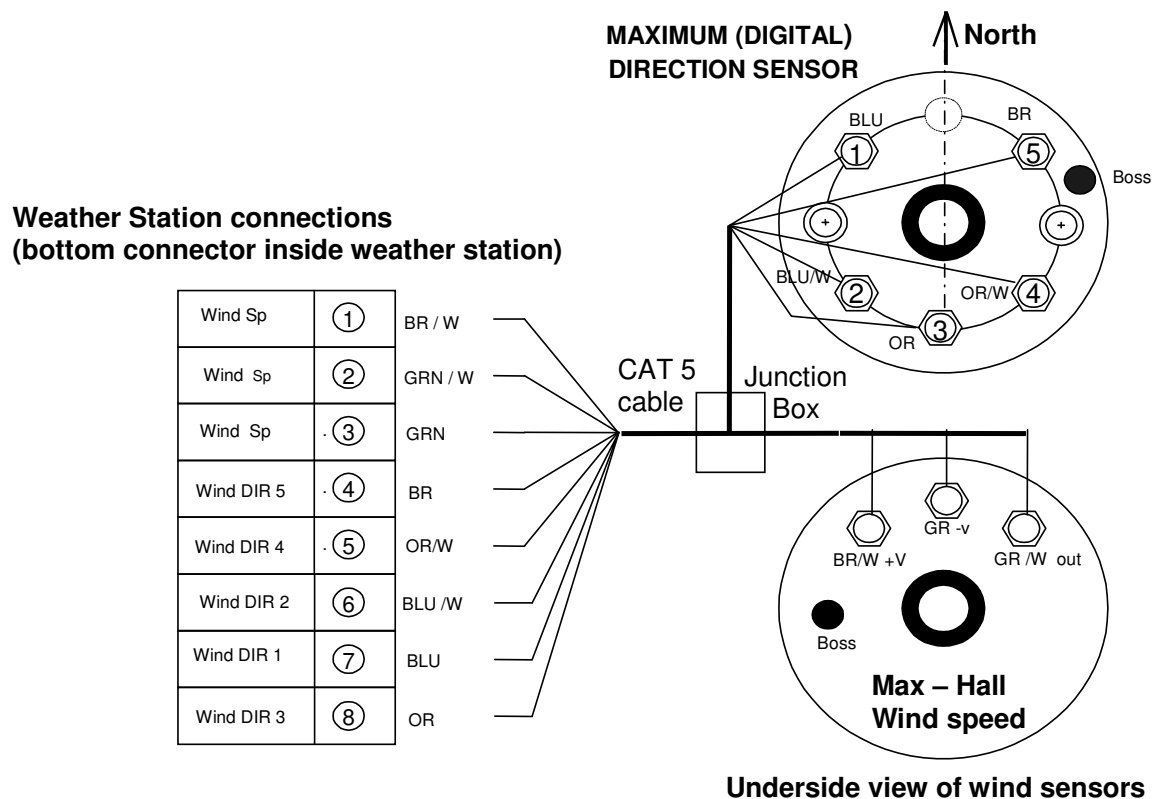 MAXIMUM (DIGITAL)
DIRECTION SENSOR
North
BLU
BR
1
5
Boss
+
+
BLU/W
2
OR/W
4
OR
3
Weather Station connections
(bottom connector inside weather station)
Wind Sp 1 BR / W
Wind Sp 2 GRN / W
Wind Sp . 3 GRN
Wind DIR 5 . 4 BR
Wind DIR 4 . 5 OR/W
Wind DIR 2 6 BLU /W
Wind DIR 1 7 BLU
Wind DIR 3 8 OR
CAT 5
cable
Junction
Box
GR -v
BR/W +V
GR /W out
Boss
Max – Hall
Wind speed
Underside view of wind sensors